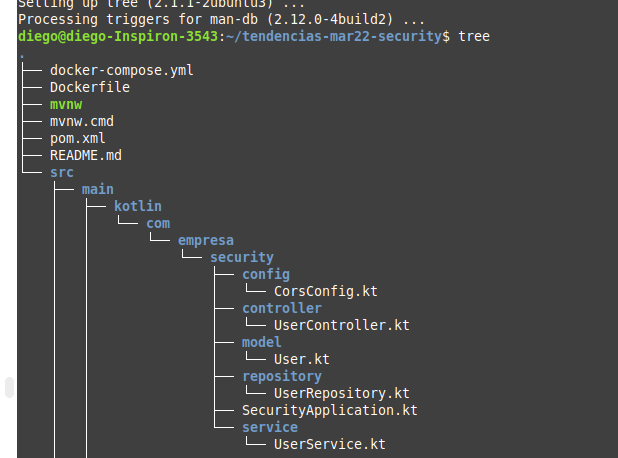 Setting up tree (2.1.1-2ubuntu3) ...
Processing triggers for man-db (2.12.0-4build2) ...
diego@diego-Inspiron-3543:~/tendencias-mar22-security$ tree
.
├── docker-compose.yml
├── Dockerfile
├── mvnw
├── mvnw.cmd
├── pom.xml
├── README.md
└── src
    ├── main
    │   ├── kotlin
    │   │   └── com
    │   │       └── empresa
    │   │           └── security
    │   │               ├── config
    │   │               │   └── CorsConfig.kt
    │   │               ├── controller
    │   │               │   └── UserController.kt
    │   │               ├── model
    │   │               │   └── User.kt
    │   │               ├── repository
    │   │               │   └── UserRepository.kt
    │   │               ├── SecurityApplication.kt
    │   │               └── service
    │   │                   └── UserService.kt